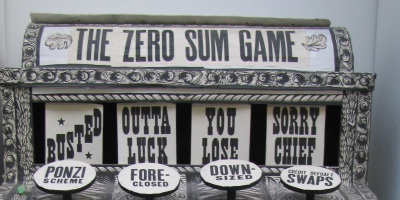 THE ZERO SUM GAME
BUSTED
OUTTA
LUCK
YOU
LOSE
SORRY
CHIEF
PONZI
SCHEME
FORE-
CLOSED
DOWN-
SIZED
CREDIT DEFAULT
SWAPS